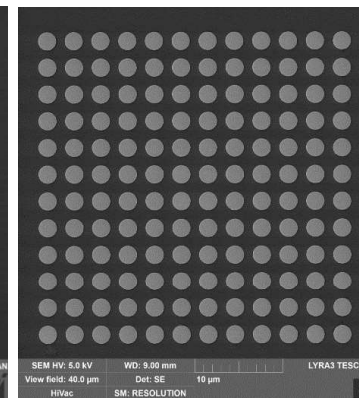 AN
SEM HV: 5.0 kV WD: 9.00 mm LYRA3 TESC
View field: 40.0 µm Det: SE 10 µm
HiVac SM: RESOLUTION